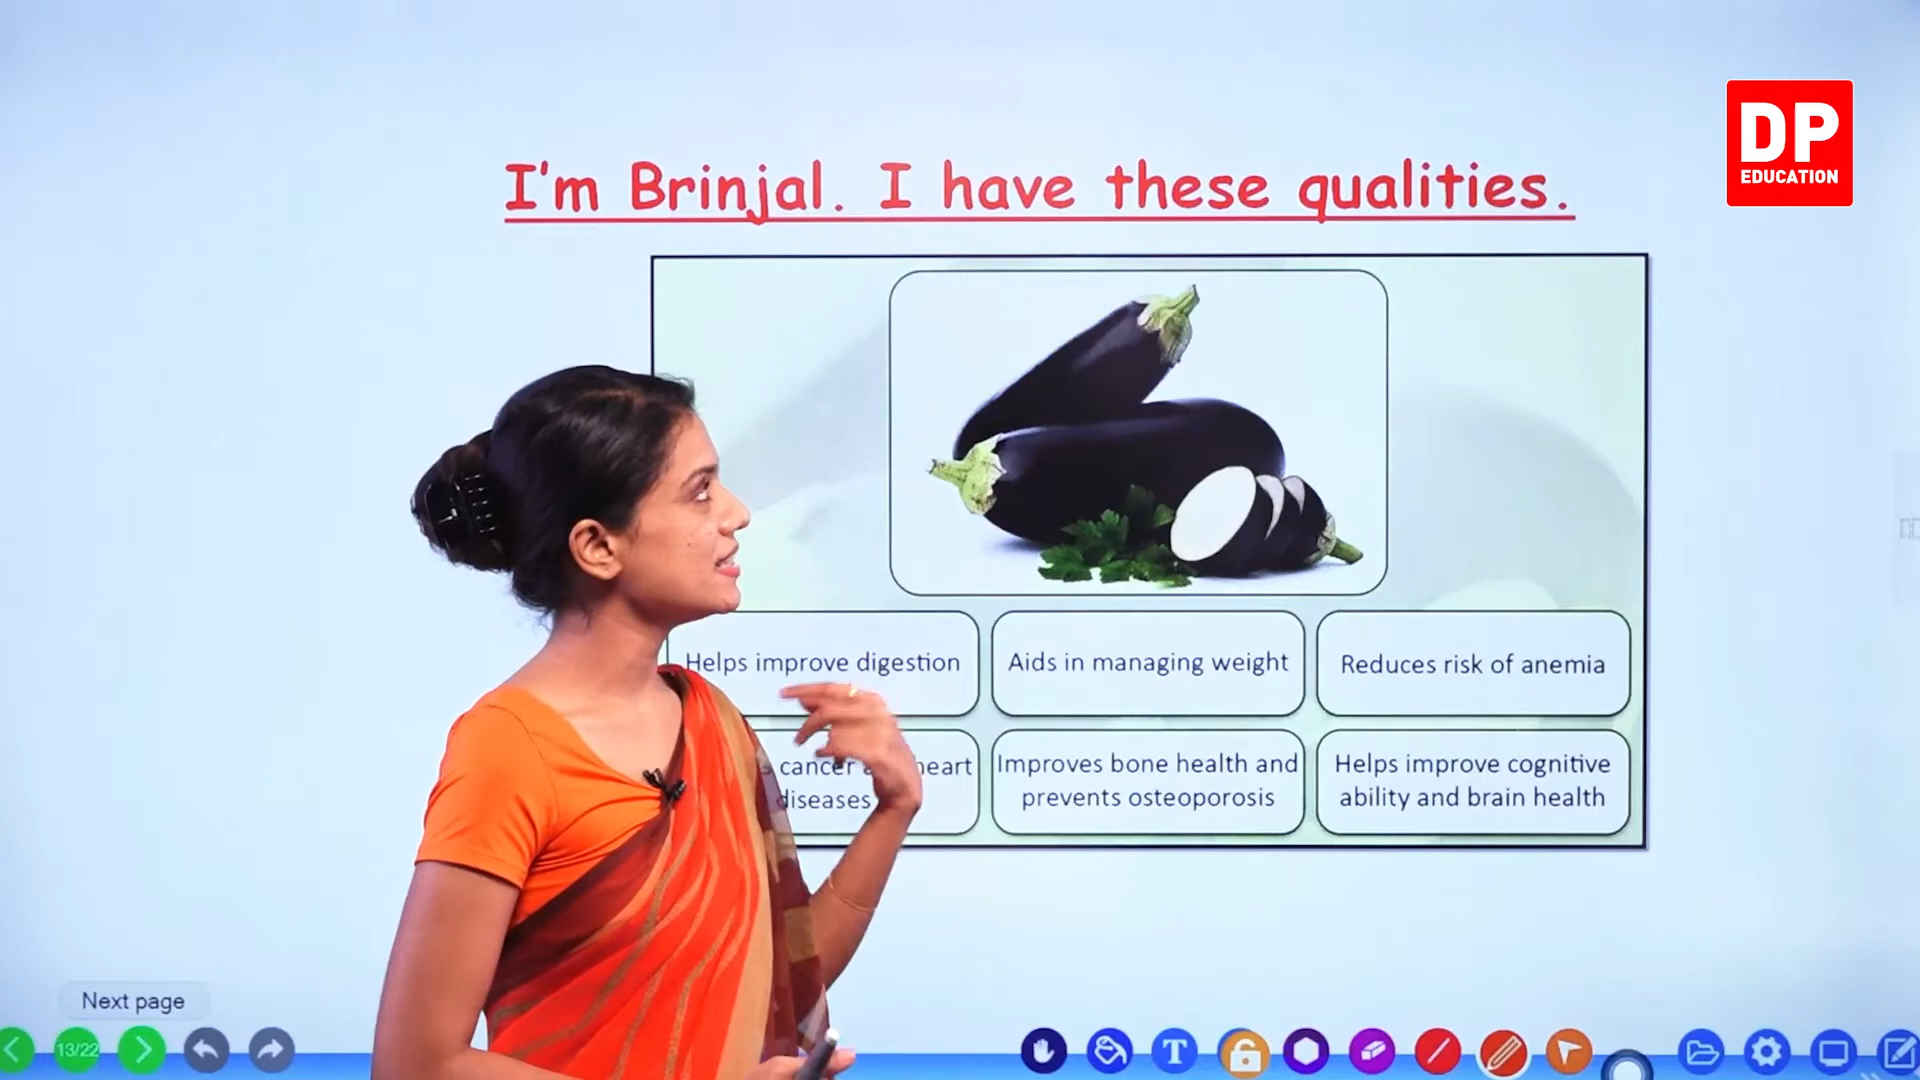 DP
EDUCATION
I'm Brinjal. I have these qualities.
Helps improve digestion
Aids in managing weight
Reduces risk of anemia
cancer heart
diseases
Improves bone health and
prevents osteoporosis
Helps improve cognitive
ability and brain health
Next page
13/22
T